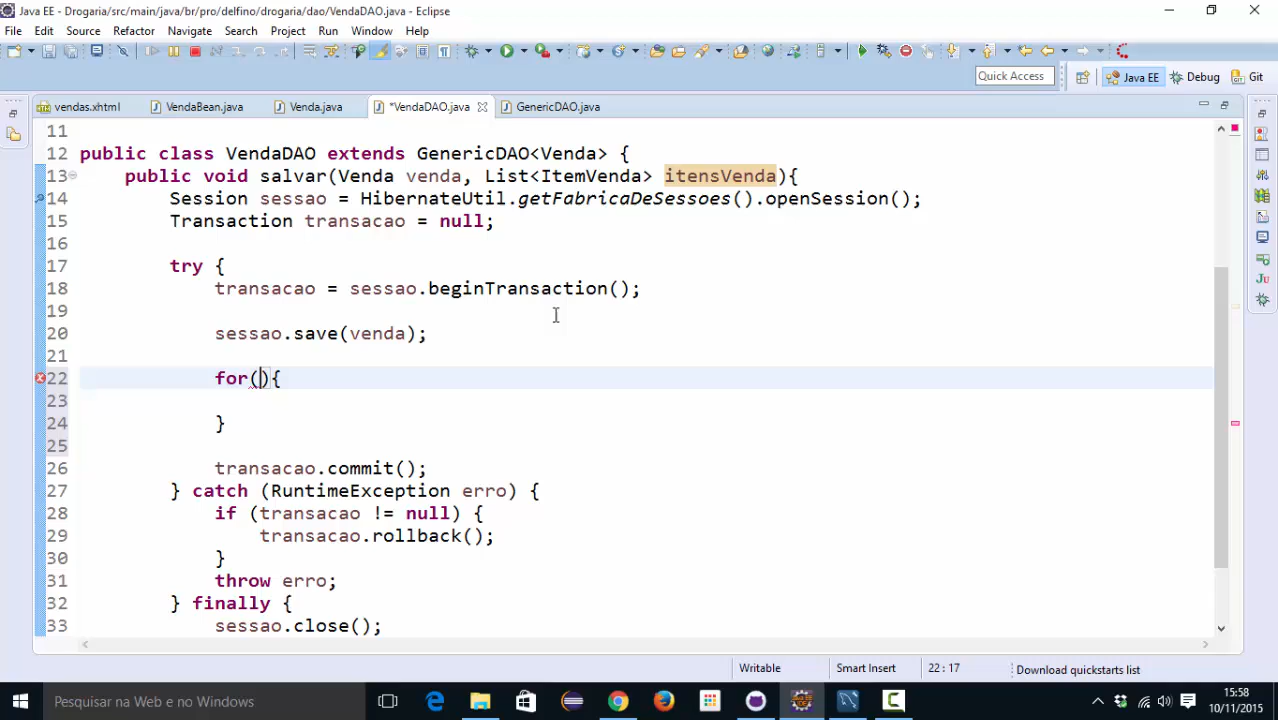 Java EE - Drogaria/src/main/java/br/pro/delfino/drogaria/dao/VendaDAO.java - Eclipse
File Edit Source Refactor Navigate Search Project Run Window Help
Quick Access
Java EE
Debug
Git
vendas.xhtml
VendaBean.java
Venda.java
*VendaDAO.java
GenericDAO.java
11
12 public class VendaDAO extends GenericDAO<Venda> {
13 public void salvar(Venda venda, List<ItemVenda> itensVenda){
14 Session sessao = HibernateUtil.getFabricaDeSessoes().openSession();
15 Transaction transacao = null;
16
17 try {
18 transacao = sessao.beginTransaction();
19
20 sessao.save(venda);
21
22 for(){
23
24 }
25
26 transacao.commit();
27 } catch (RuntimeException erro) {
28 if (transacao != null) {
29 transacao.rollback();
30 }
31 throw erro;
32 } finally {
33 sessao.close();
Writable
Smart Insert
22 : 17
Download quickstarts list
Pesquisar na Web e no Windows
15:58
10/11/2015